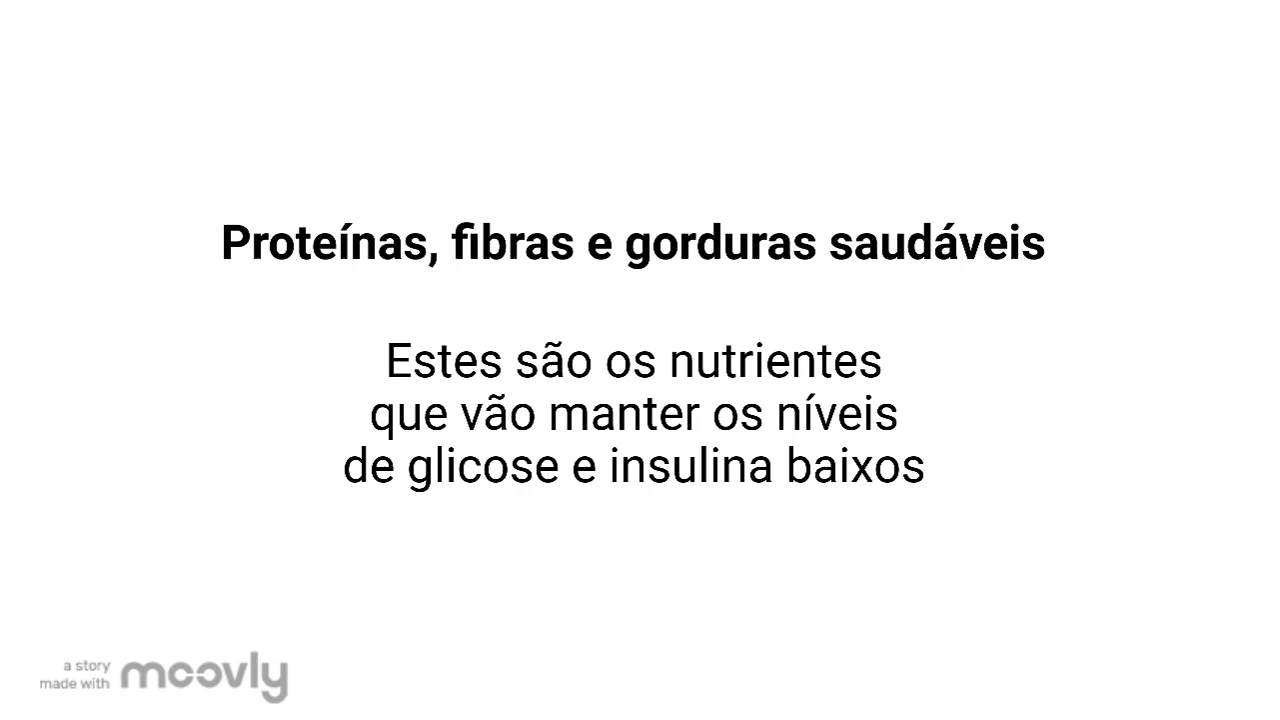 Proteínas, fibras e gorduras saudáveis
Estes são os nutrientes
que vão manter os níveis
de glicose e insulina baixos
a story
made with moovly